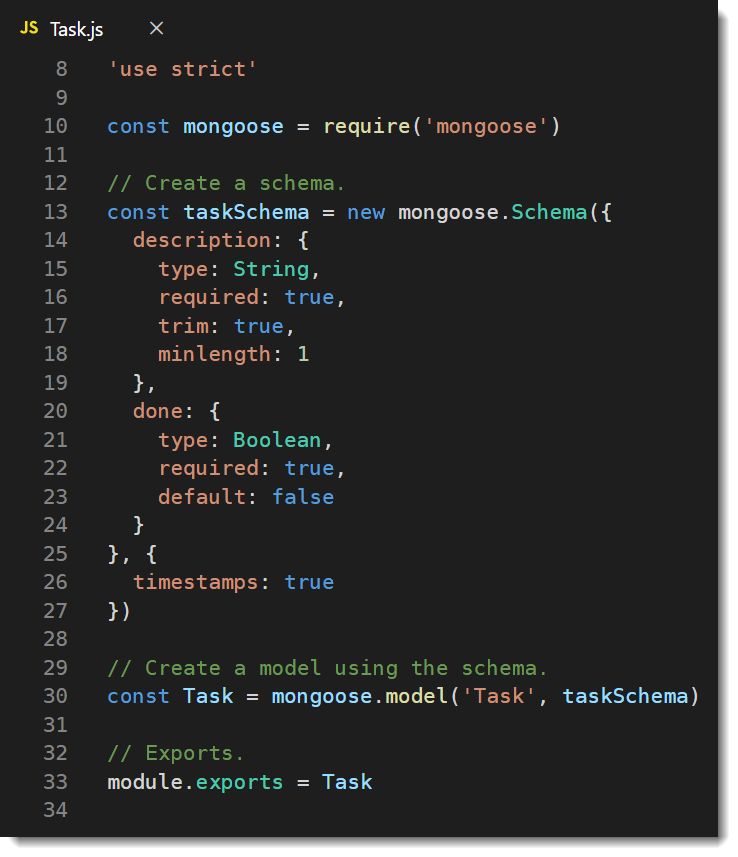 JS Task.js ×
8 'use strict'
9
10 const mongoose = require('mongoose')
11
12 // Create a schema.
13 const taskSchema = new mongoose.Schema({
14   description: {
15     type: String,
16     required: true,
17     trim: true,
18     minlength: 1
19   },
20   done: {
21     type: Boolean,
22     required: true,
23     default: false
24   }
25 }, {
26   timestamps: true
27 })
28
29 // Create a model using the schema.
30 const Task = mongoose.model('Task', taskSchema)
31
32 // Exports.
33 module.exports = Task
34